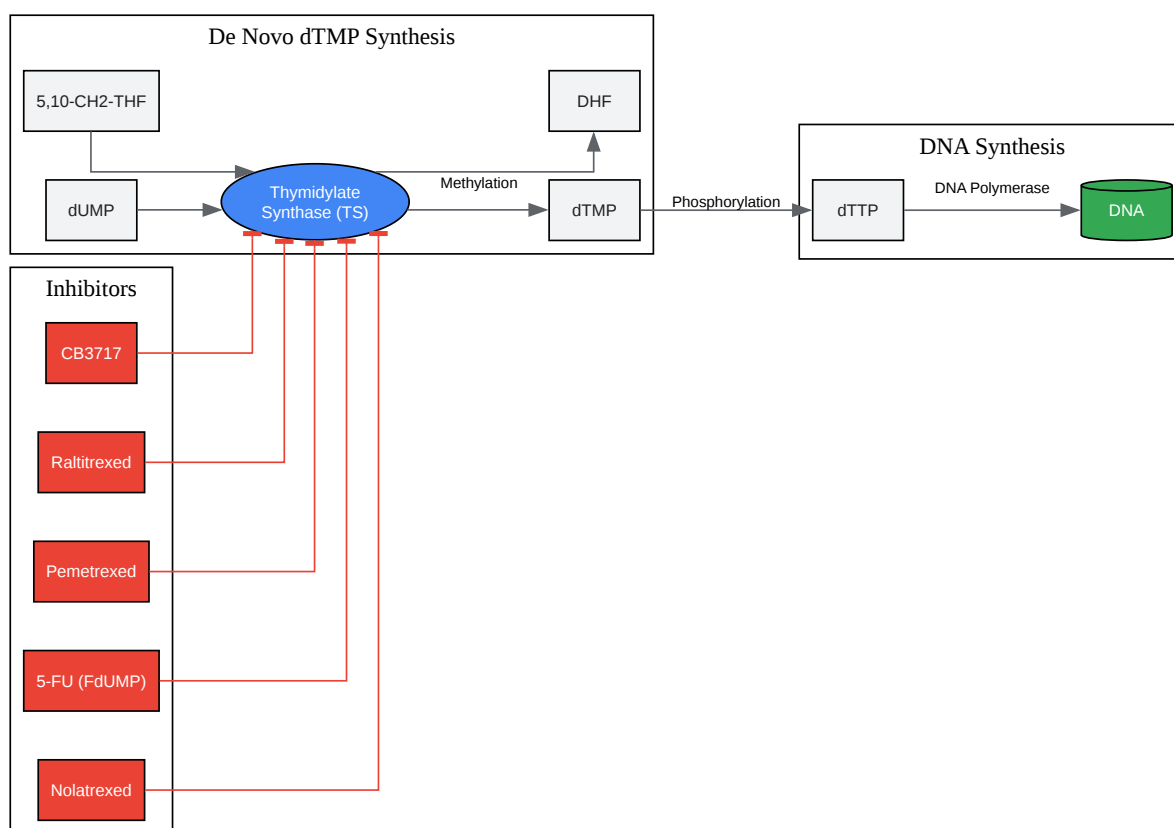 De Novo dTMP Synthesis
5,10-CH2-THF
DHF
DNA Synthesis
Thymidylate
Synthase (TS)
Methylation
dUMP
dTMP
Phosphorylation
dTTP
DNA Polymerase
DNA
Inhibitors
CB3717
Raltitrexed
Pemetrexed
5-FU (FdUMP)
Nolatrexed